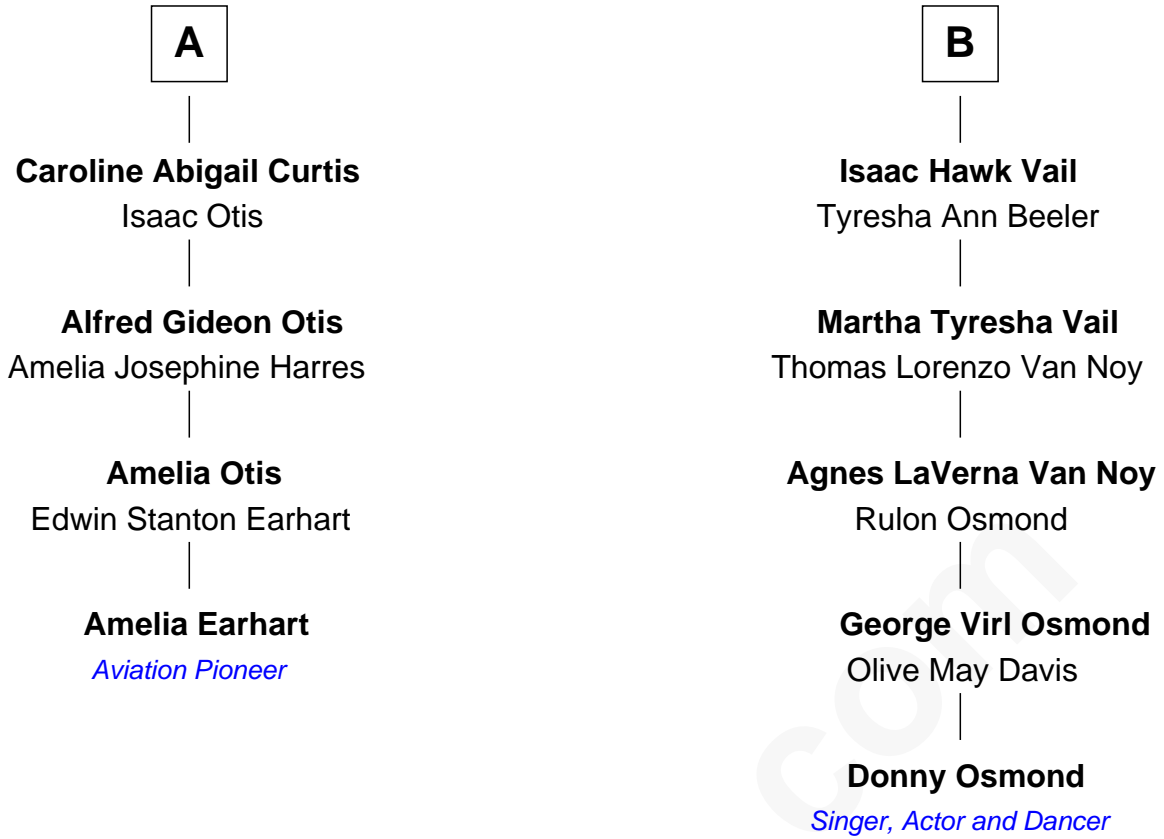 A
Caroline Abigail Curtis
Isaac Otis
Alfred Gideon Otis
Amelia Josephine Harres
Amelia Otis
Edwin Stanton Earhart
Amelia Earhart
Aviation Pioneer
B
Isaac Hawk Vail
Tyresha Ann Beeler
Martha Tyresha Vail
Thomas Lorenzo Van Noy
Agnes LaVerna Van Noy
Rulon Osmond
George Virl Osmond
Olive May Davis
Donny Osmond
Singer, Actor and Dancer
com